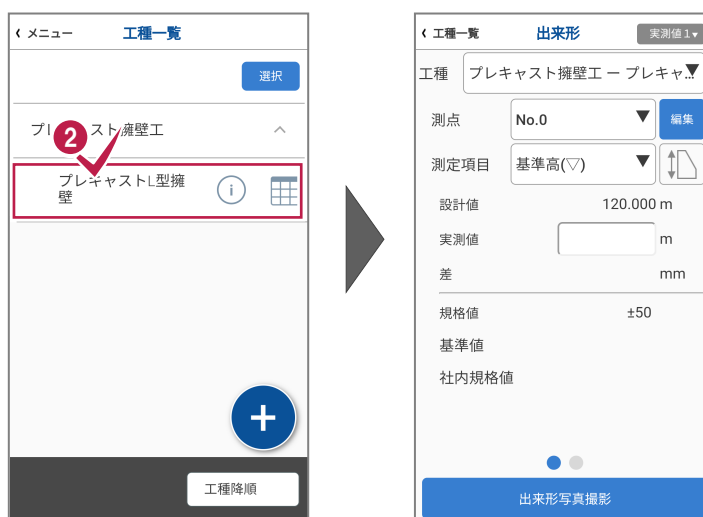 メニュー
工種一覧
選択
プレ
スト擁壁工
2
プレキャストL型擁
壁
i
+
工種降順
工種一覧
出来形
実測値1▼
工種
プレキャスト擁壁工 ー プレキャ...▼
測点
No.0 ▼
編集
測定項目
基準高(▽) ▼
設計値
120.000 m
実測値
m
差
mm
規格値
±50
基準値
社内規格値
出来形写真撮影